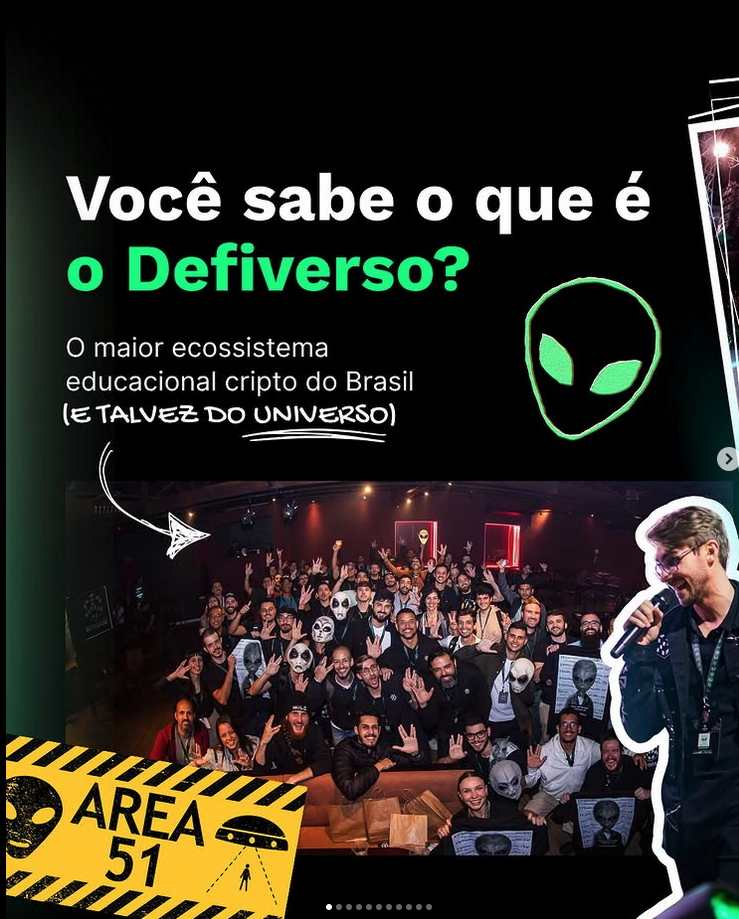 Você sabe o que é
o Defiverso?
O maior ecossistema
educacional cripto do Brasil
(E TALVEZ DO UNIVERSO)
AREA
51